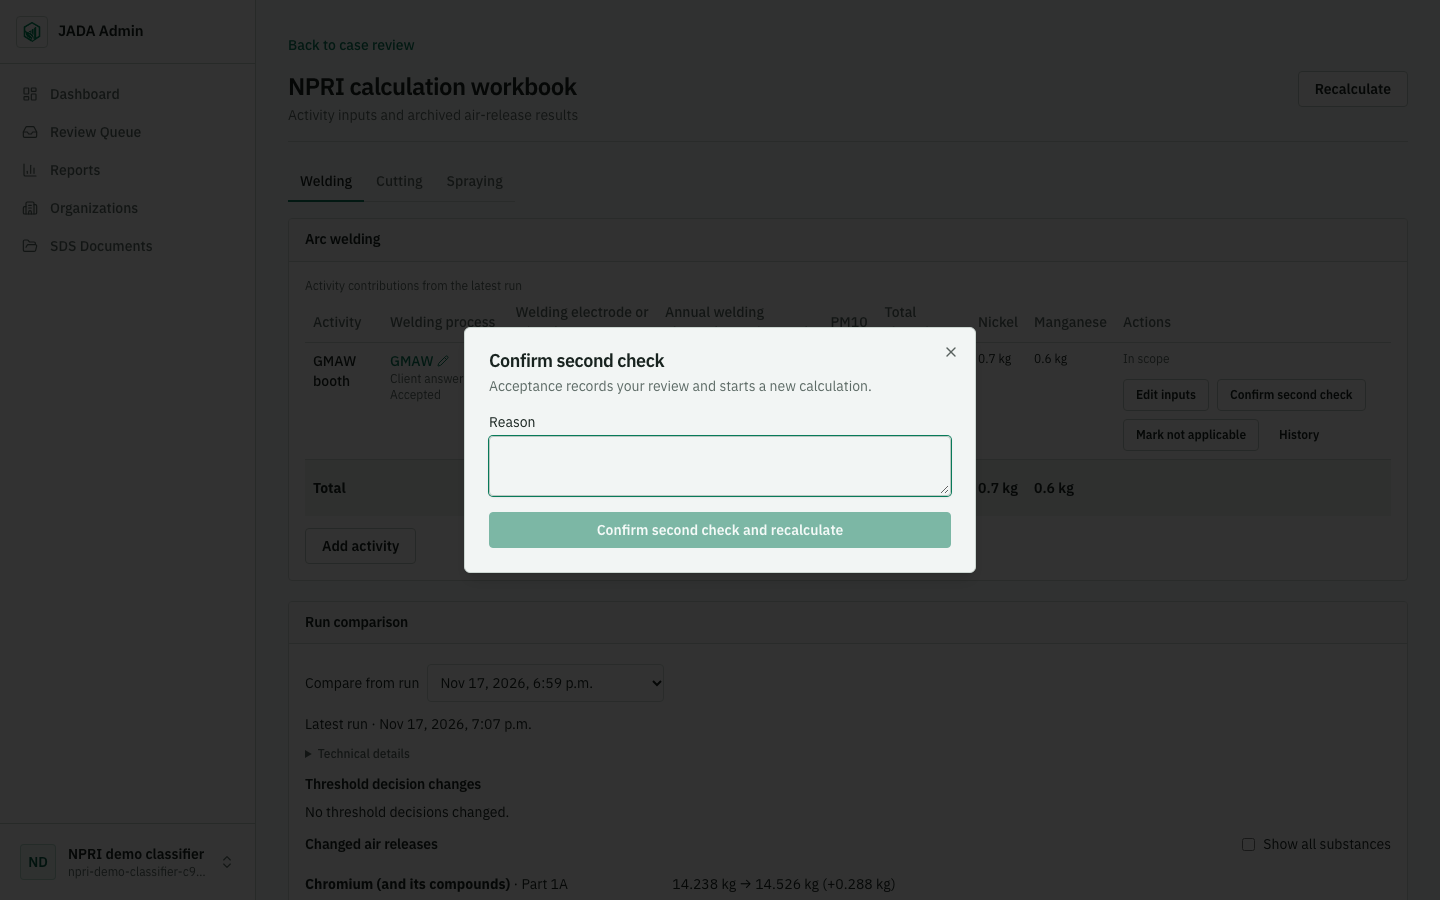 JADA Admin
Dashboard
Review Queue
Reports
Organizations
SDS Documents
NPRI demo classifier
npri-demo-classifier-c9...
ND
Back to case review
NPRI calculation workbook
Activity inputs and archived air-release results
Recalculate
Welding
Cutting
Spraying
Arc welding
Activity contributions from the latest run
Activity
Welding process
Welding electrode or
Annual welding
PM10
Total
Nickel
Manganese
Actions
GMAW
booth
GMAW
Client answer
Accepted
0.7 kg
0.6 kg
In scope
Edit inputs
Confirm second check
Mark not applicable
History
Total
0.7 kg
0.6 kg
Add activity
Confirm second check
Acceptance records your review and starts a new calculation.
Reason
Confirm second check and recalculate
Run comparison
Compare from run
Nov 17, 2026, 6:59 p.m.
Latest run · Nov 17, 2026, 7:07 p.m.
Technical details
Threshold decision changes
No threshold decisions changed.
Changed air releases
Show all substances
Chromium (and its compounds) · Part 1A
14.238 kg → 14.526 kg (+0.288 kg)